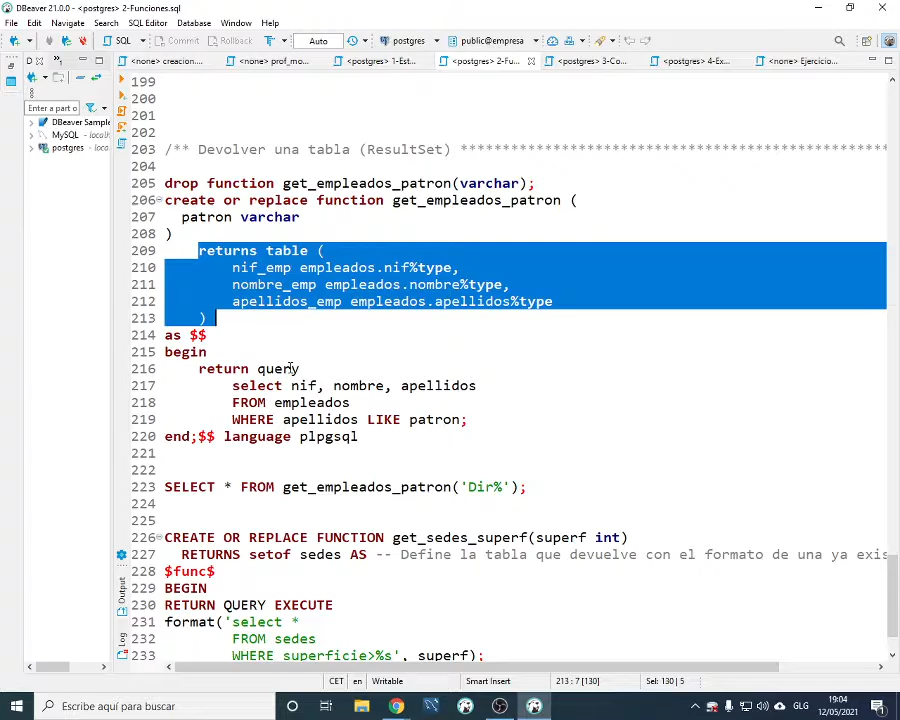 DBeaver 21.0.0 - <postgres> 2-Funciones.sql
File Edit Navigate Search SQL Editor Database Window Help
SQL Commit Rollback Auto postgres public@empresa
D <none> creacion.... <none> prof_mo... <postgres> 1-Est... <postgres> 2-Fu... <postgres> 3-Co... <postgres> 4-Ex... <none> Ejercicio...
Enter a part o
DBeaver Sample
MySQL - localh
postgres - loca
199
200
201
202
203 /** Devolver una tabla (ResultSet) ***************************************************
204
205 drop function get_empleados_patron(varchar);
206 create or replace function get_empleados_patron (
207 patron varchar
208 )
209 returns table (
210 nif_emp empleados.nif%type,
211 nombre_emp empleados.nombre%type,
212 apellidos_emp empleados.apellidos%type
213 )
214 as $$
215 begin
216 return query
217 select nif, nombre, apellidos
218 FROM empleados
219 WHERE apellidos LIKE patron;
220 end;$$ language plpgsql
221
222
223 SELECT * FROM get_empleados_patron('Dir%');
224
225
226 CREATE OR REPLACE FUNCTION get_sedes_superf(superf int)
227 RETURNS setof sedes AS -- Define la tabla que devuelve con el formato de una ya exis
228 $func$
229 BEGIN
230 RETURN QUERY EXECUTE
231 format('select *
232 FROM sedes
233 WHERE superficie>%s', superf);
Output
Log
CET en Writable Smart Insert 213 : 7 [130] Sel: 130 | 5
Escribe aquí para buscar
GLG 19:04
12/05/2021